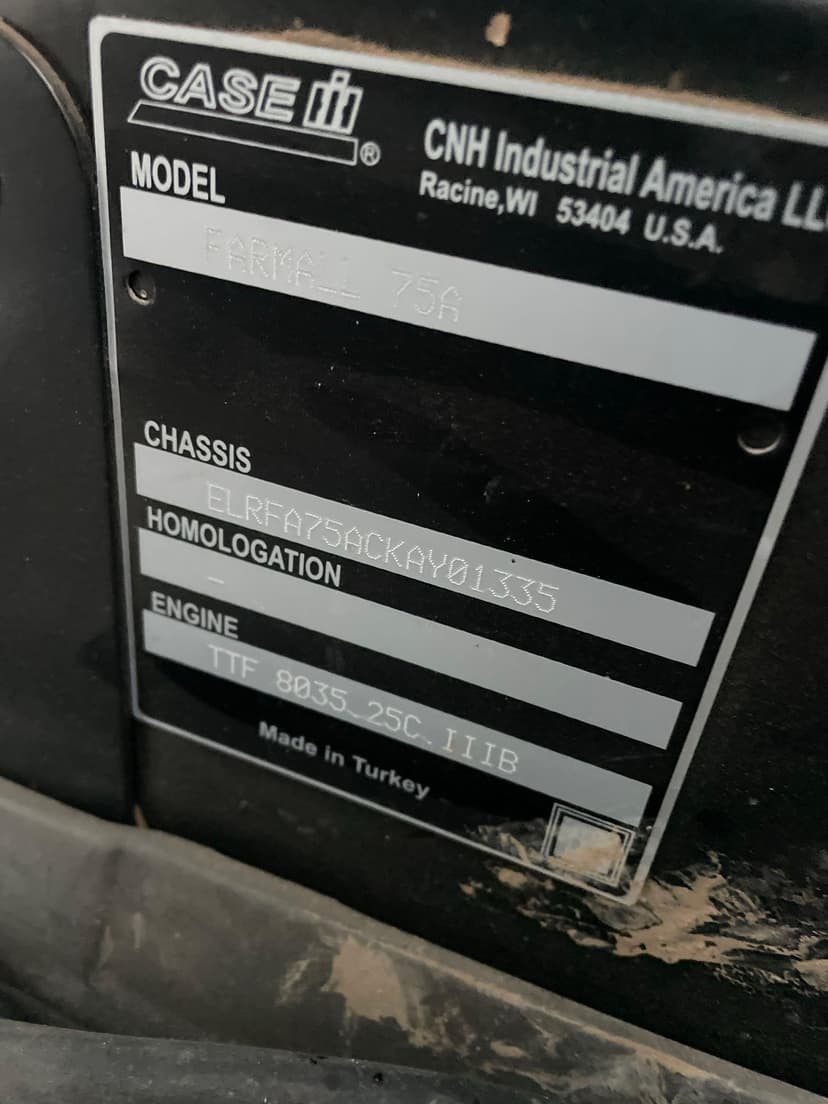 CASE IH ®
CNH Industrial America LL
Racine,WI 53404 U.S.A.
MODEL
FARMALL 75A
CHASSIS
ELRFA75ACKAY01335
HOMOLOGATION
–
ENGINE
TTF 8035 25C IIIB
Made in Turkey